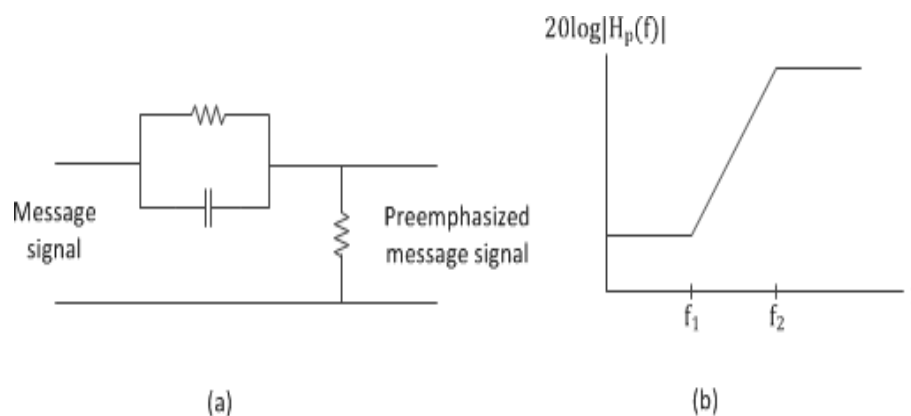 20log|Hₚ(f)|
Message
signal
Preemphasized
message signal
f₁
f₂
(a)
(b)